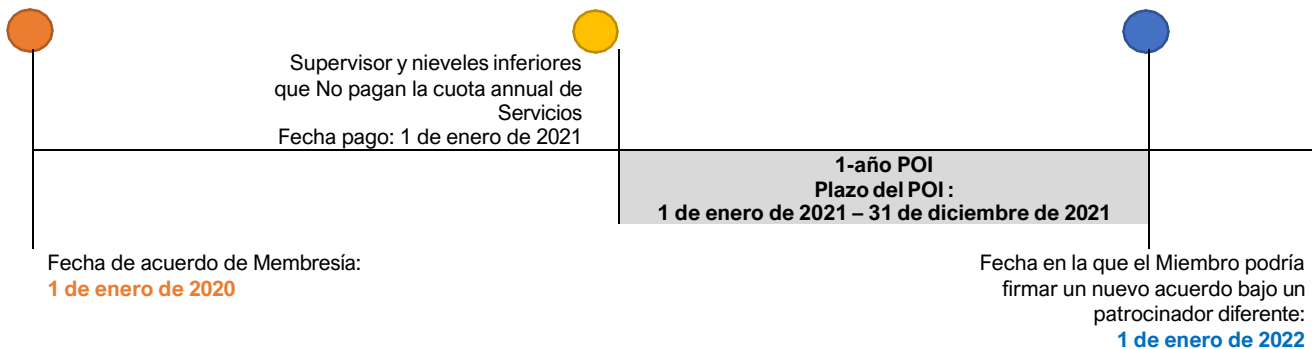 Supervisor y nieveles inferiores
que No pagan la cuota annual de
Servicios
Fecha pago: 1 de enero de 2021
1-año POI
Plazo del POI :
1 de enero de 2021 – 31 de diciembre de 2021
Fecha de acuerdo de Membresía:
1 de enero de 2020
Fecha en la que el Miembro podría
firmar un nuevo acuerdo bajo un
patrocinador diferente:
1 de enero de 2022